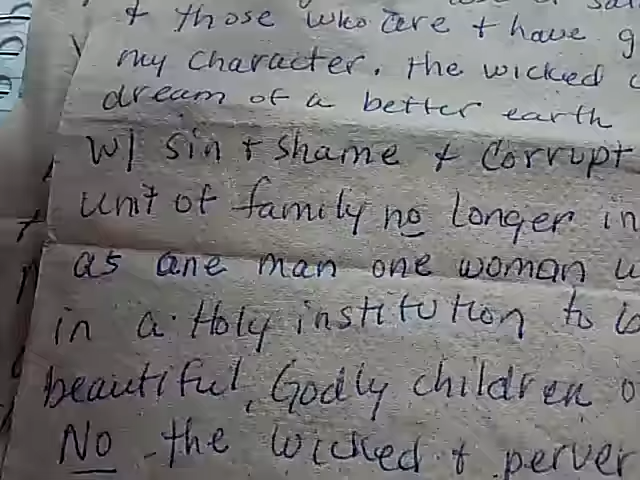 + those who are + have g
my character. The wicked c
dream of a better earth
W/ sin + shame + Corrupt
unit of family no longer in
as one man one woman u
in a Holy institution to b
beautiful, Godly children o
No the wicked + perver